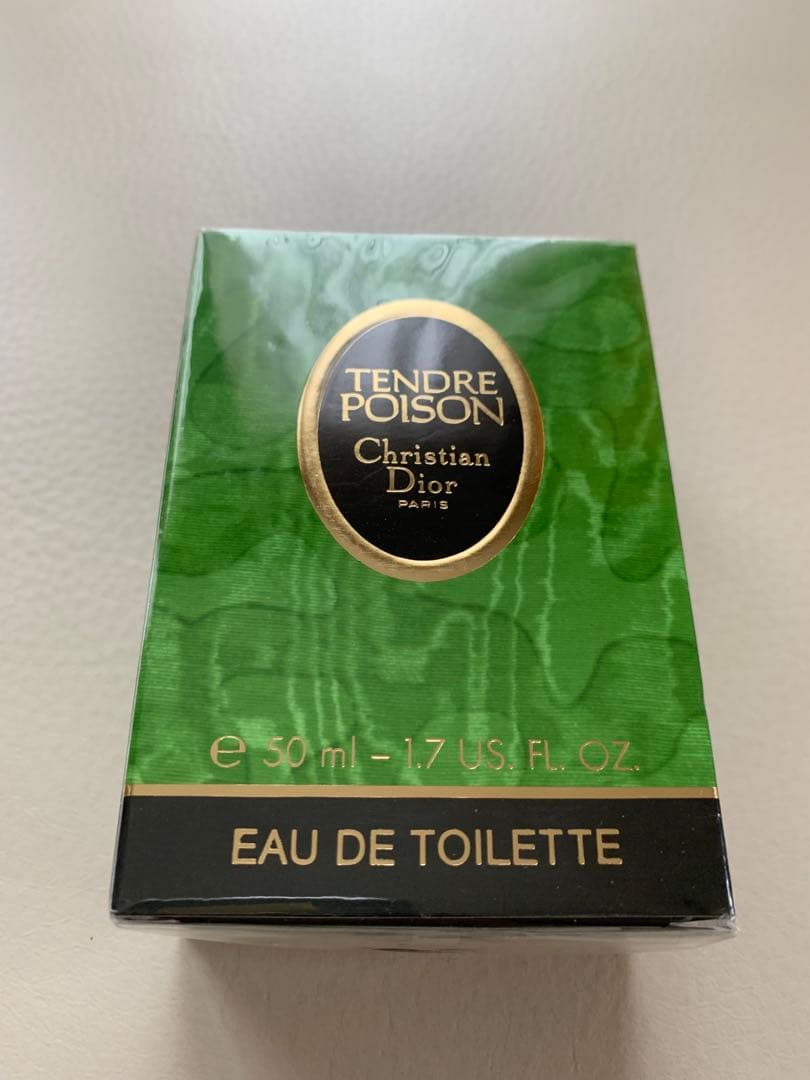 TENDRE
POISON
Christian
Dior
PARIS
e 50 ml – 1.7 US. FL. OZ.
EAU DE TOILETTE